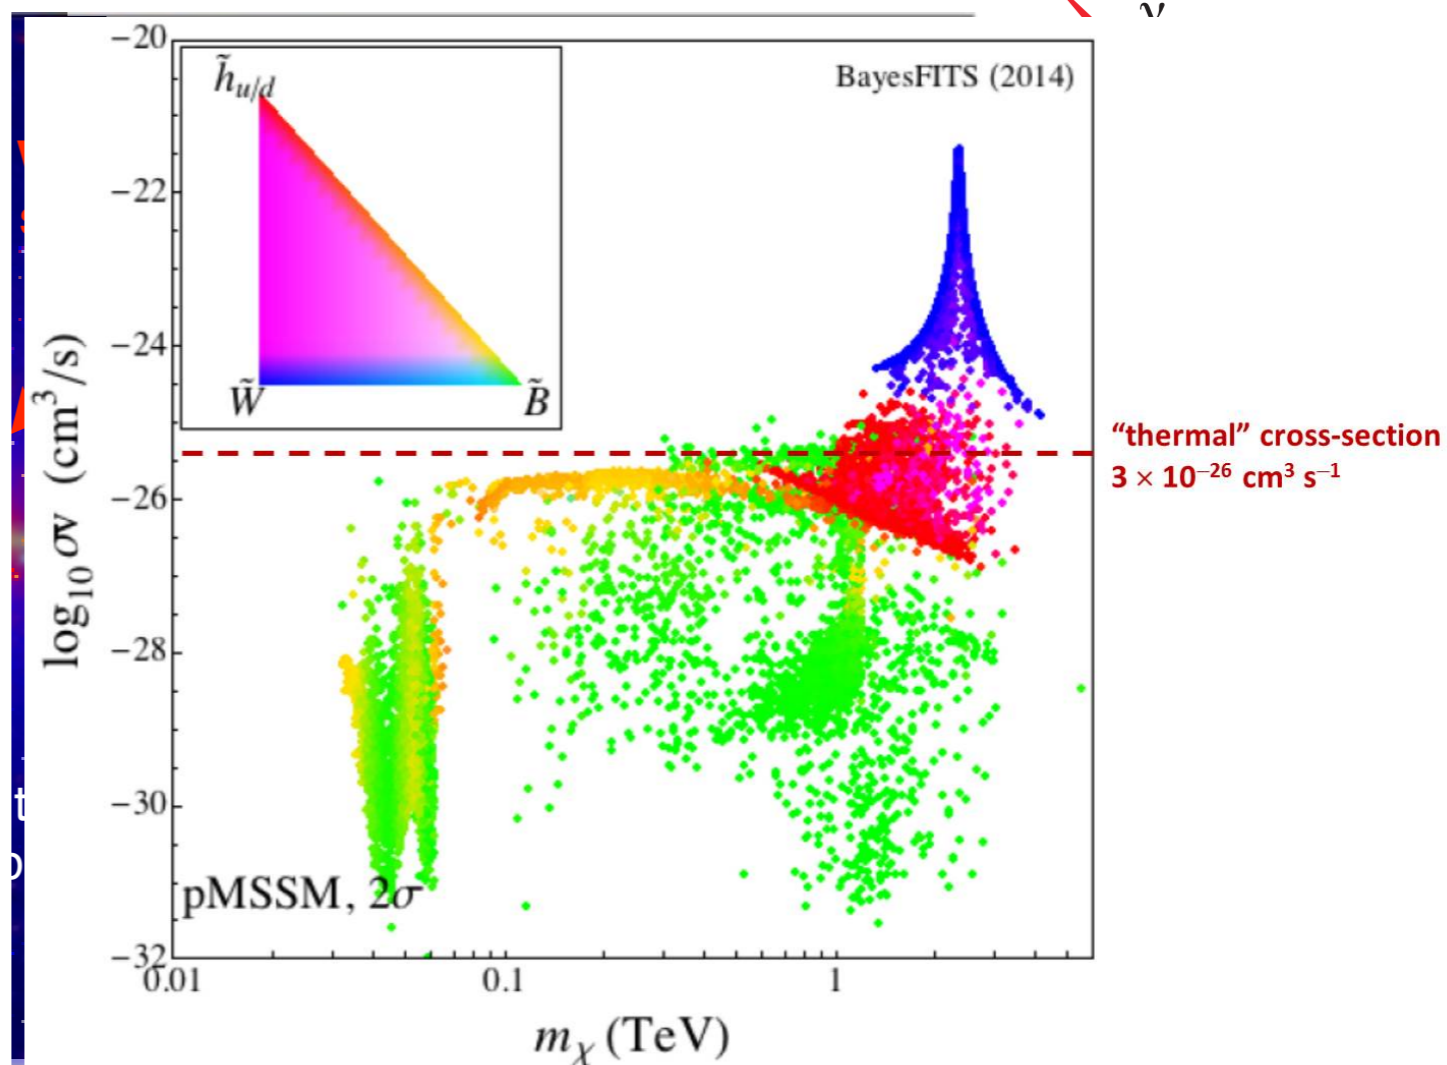 ν
−20
−22
−24
−26
−28
−30
−32
log₁₀ σv (cm³/s)
h̃ᵤ/d
W̃
B̃
BayesFITS (2014)
“thermal” cross-section
3 × 10⁻²⁶ cm³ s⁻¹
pMSSM, 2σ
0.01
0.1
1
mᵪ (TeV)